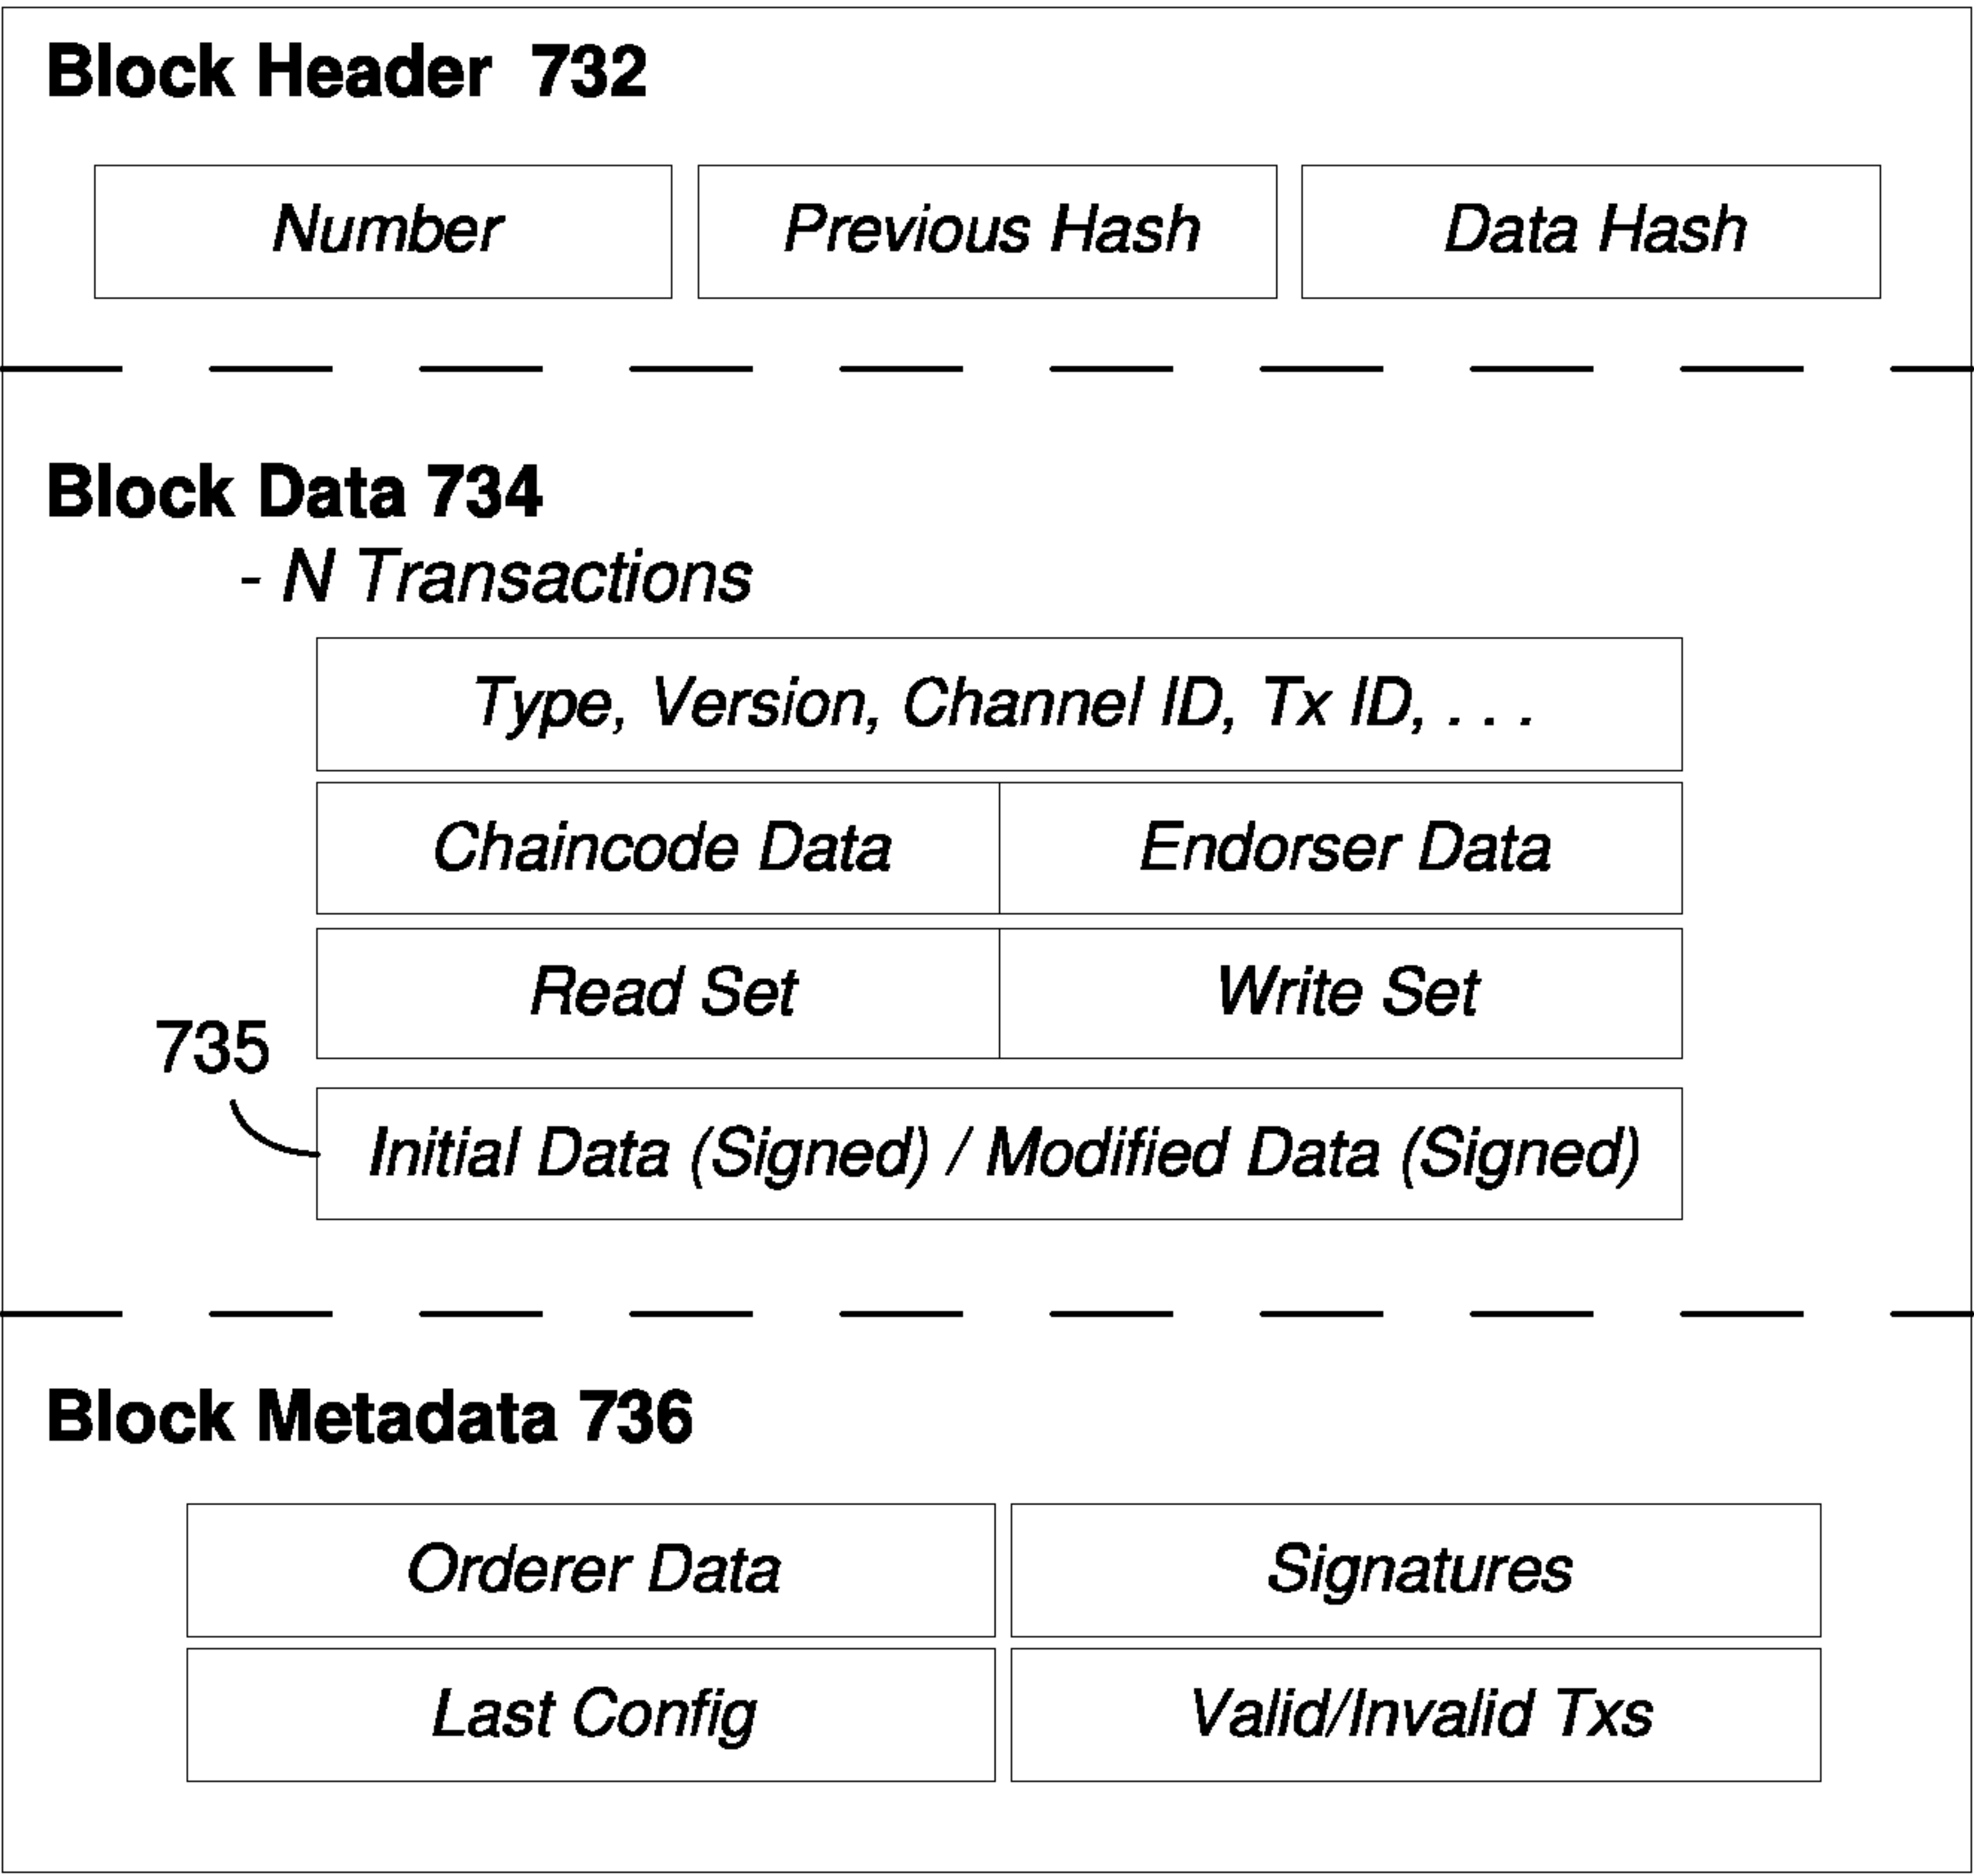 Block Header 732
Number
Previous Hash
Data Hash
Block Data 734
- N Transactions
Type, Version, Channel ID, Tx ID, . . .
Chaincode Data
Endorser Data
Read Set
Write Set
735
Initial Data (Signed) / Modified Data (Signed)
Block Metadata 736
Orderer Data
Signatures
Last Config
Valid/Invalid Txs